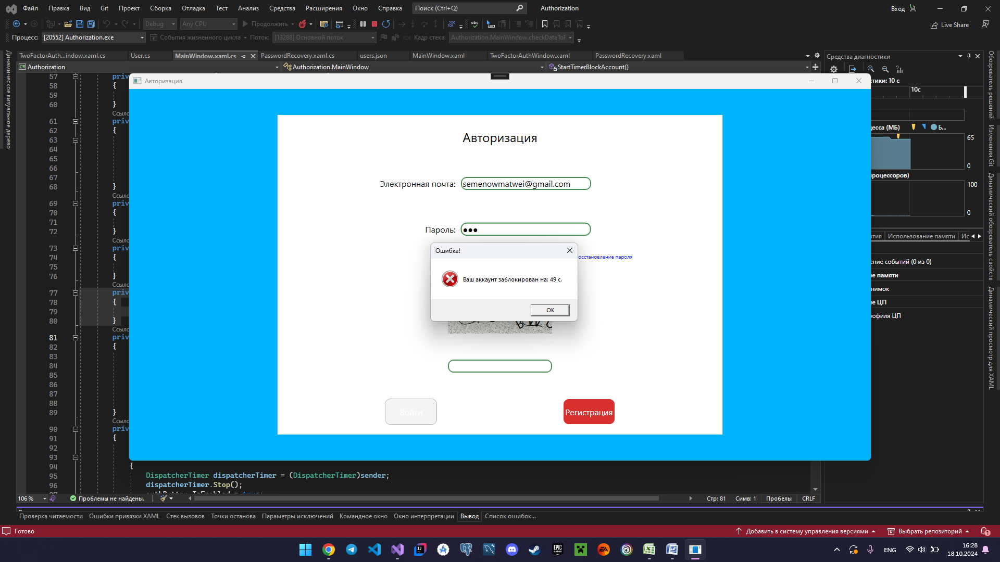 Файл Правка Вид Git Проект Сборка Отладка Тест Анализ Средства Расширения Окно Справка Поиск (Ctrl+Q) Authorization Вход
Debug Any CPU Продолжить Live Share
Процесс: [20552] Authorization.exe События жизненного цикла Поток: [13288] Основной поток Кадр стека: Authorization.MainWindow.checkDataToF
TwoFactorAuth...indow.xaml.cs User.cs MainWindow.xaml.cs PasswordRecovery.xaml.cs users.json MainWindow.xaml TwoFactorAuthWindow.xaml PasswordRecovery.xaml
Authorization Authorization.MainWindow StartTimerBlockAccount()
Динамическое визуальное дерево
57 priv
58 {
59
60 }
Ссыло
61 priv
62 {
63
64
65
66
67
68 }
Ссыло
69 priv
70 {
71
72 }
Ссыло
73 priv
74 {
75
76 }
Ссыло
77 priv
78 {
79
80 }
Ссыло
81 priv
82 {
83
84
85
86
87
88
89 }
Ссыло
90 priv
91 {
92
93
94 {
95 DispatcherTimer dispatcherTimer = (DispatcherTimer)sender;
96 dispatcherTimer.Stop();
Авторизация
Авторизация
Электронная почта: semenowmatwei@gmail.com
Пароль: ●●●
осстановление пароля
Ошибка!
Ваш аккаунт заблокирован на: 49 с.
OK
Войти Регистрация
Средства диагностики
тики: 10 с
10с
цесса (МБ) Б...
65
0
роцессоров)
100
0
тия Использование памяти Ис
ение событий (0 из 0)
ие памяти
нимок
ие ЦП
рофиля ЦП
Обозреватель решений
Изменения Git
Динамический обозреватель свойств
Динамический просмотр для XAML
106 % Проблемы не найдены. Стр: 81 Симв: 1 Пробелы CRLF
Проверка читаемости Ошибки привязки XAML Стек вызовов Точки останова Параметры исключений Командное окно Окно интерпретации Вывод Список ошибок...
Готово Добавить в систему управления версиями Выбрать репозиторий 1
ENG 16:28
18.10.2024